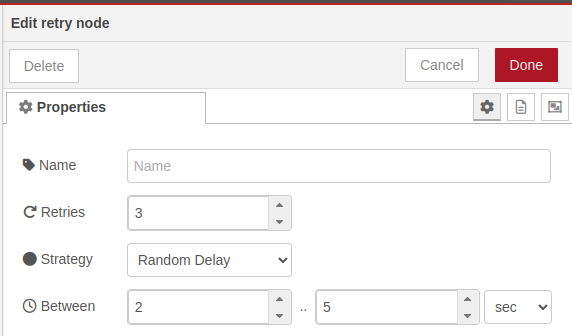 Edit retry node
Delete Cancel Done
Properties
Name Name
Retries 3
Strategy Random Delay
Between 2 .. 5 sec